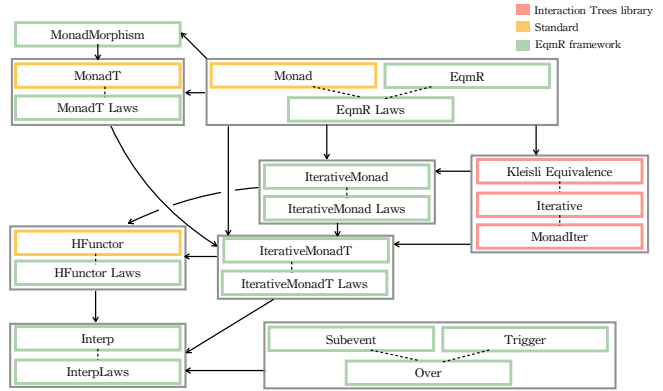 Interaction Trees library
Standard
EqmR framework
MonadMorphism
MonadT
MonadT Laws
Monad
EqmR
EqmR Laws
IterativeMonad
IterativeMonad Laws
Kleisli Equivalence
Iterative
MonadIter
HFunctor
HFunctor Laws
IterativeMonadT
IterativeMonadT Laws
Interp
InterpLaws
Subevent
Trigger
Over